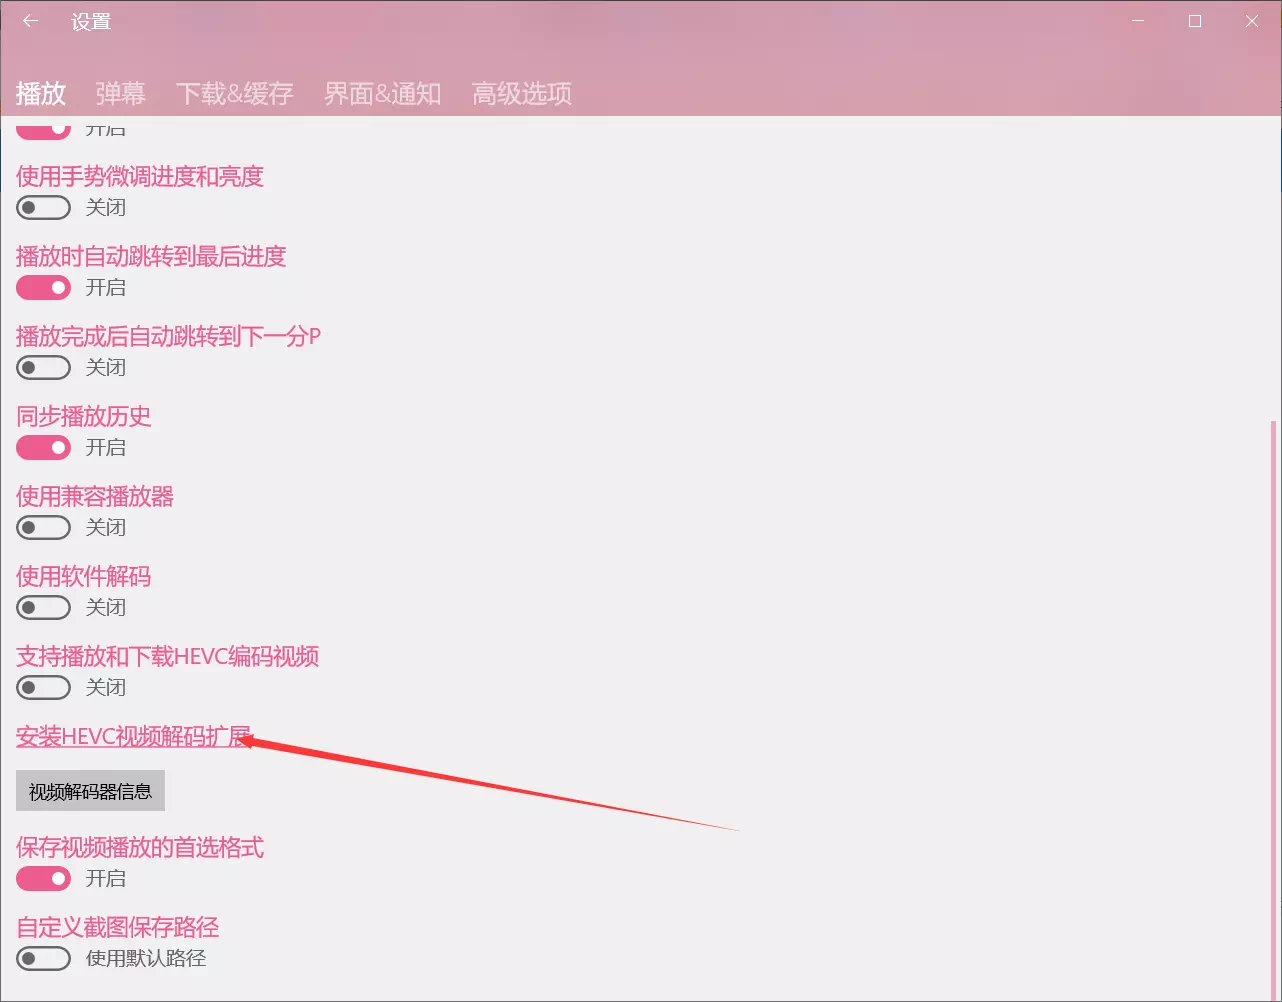 设置
播放 弹幕 下载&缓存 界面&通知 高级选项
开启
使用手势微调进度和亮度
关闭
播放时自动跳转到最后进度
开启
播放完成后自动跳转到下一分P
关闭
同步播放历史
开启
使用兼容播放器
关闭
使用软件解码
关闭
支持播放和下载HEVC编码视频
关闭
安装HEVC视频解码扩展
视频解码器信息
保存视频播放的首选格式
开启
自定义截图保存路径
使用默认路径